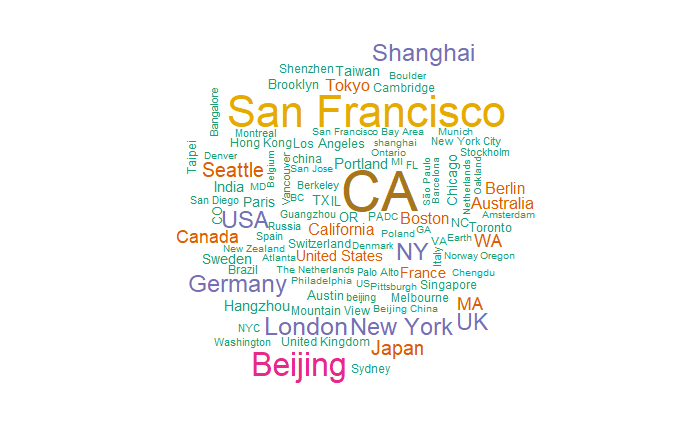 Shanghai
Shenzhen
Taiwan
Boulder
Brooklyn
Tokyo
Cambridge
Bangalore
San Francisco
Montreal
San Francisco Bay Area
Munich
Taipei
Hong Kong
Los Angeles
shanghai
New York City
Denver
Belgium
Vancouver
china
Ontario
Stockholm
Seattle
San Jose
Portland
MI
FL
São Paulo
Barcelona
Chicago
Netherlands
Oakland
India
MD
Berkeley
CA
Berlin
San Diego
Paris
BC
TX
IL
Australia
CO
USA
Guangzhou
OR
PA
DC
Boston
NC
Amsterdam
Russia
California
Poland
GA
Toronto
Canada
Spain
Switzerland
Denmark
NY
VA
Earth
WA
New Zealand
Atlanta
United States
Italy
Norway
Oregon
Sweden
Brazil
The Netherlands
Palo Alto
France
Chengdu
Germany
Philadelphia
US
Pittsburgh
Singapore
Austin
beijing
Melbourne
Hangzhou
Mountain View
Beijing China
MA
NYC
London
New York
UK
Washington
United Kingdom
Japan
Beijing
Sydney